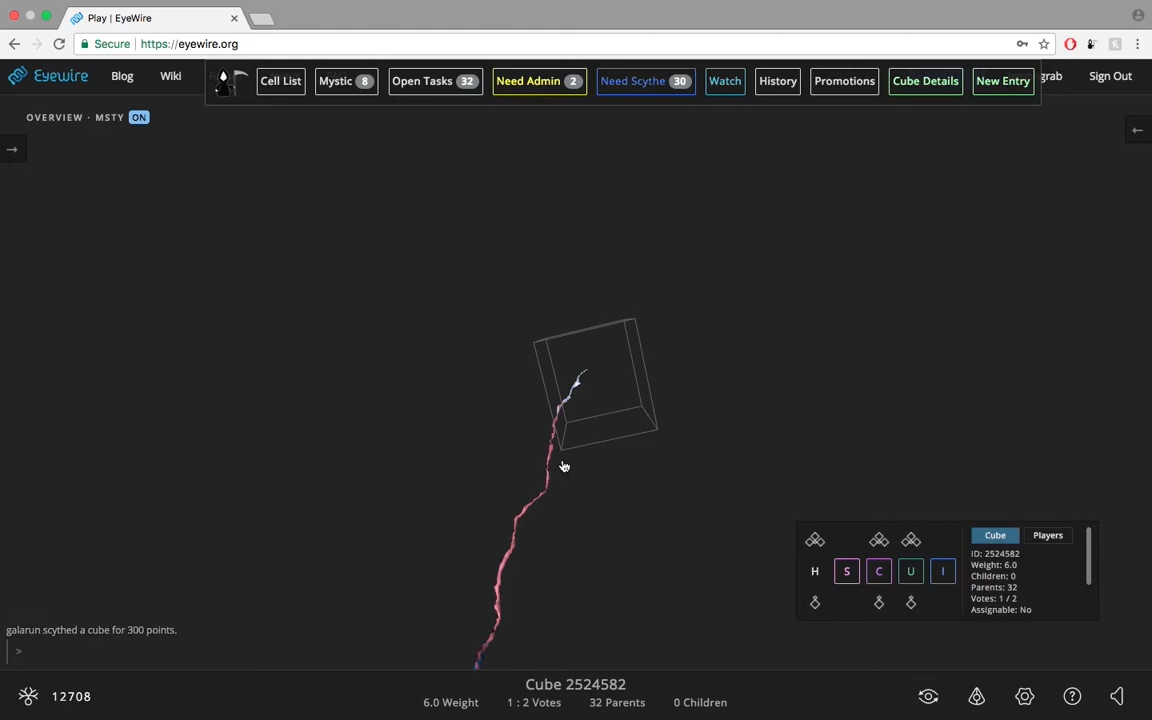 Play | EyeWire
Secure https://eyewire.org
Eyewire
Blog
Wiki
Cell List
Mystic 8
Open Tasks 32
Need Admin 2
Need Scythe 30
Watch
History
Promotions
Cube Details
New Entry
grab
Sign Out
OVERVIEW · MSTY ON
Cube
Players
H S C U I
ID: 2524582
Weight: 6.0
Children: 0
Parents: 32
Votes: 1 / 2
Assignable: No
galarun scythed a cube for 300 points.
>
12708
Cube 2524582
6.0 Weight
1 : 2 Votes
32 Parents
0 Children